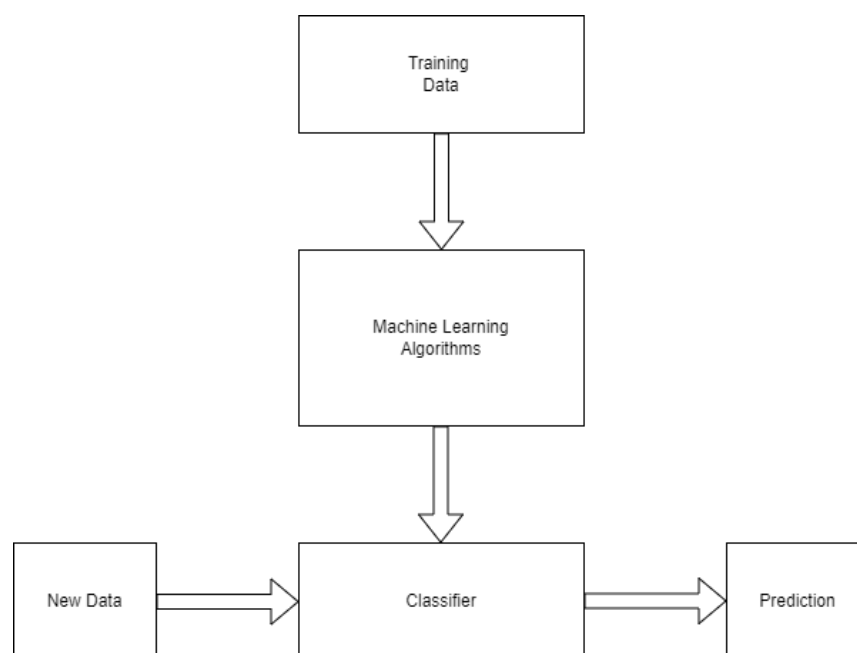 Training
Data
Machine Learning
Algorithms
New Data
Classifier
Prediction